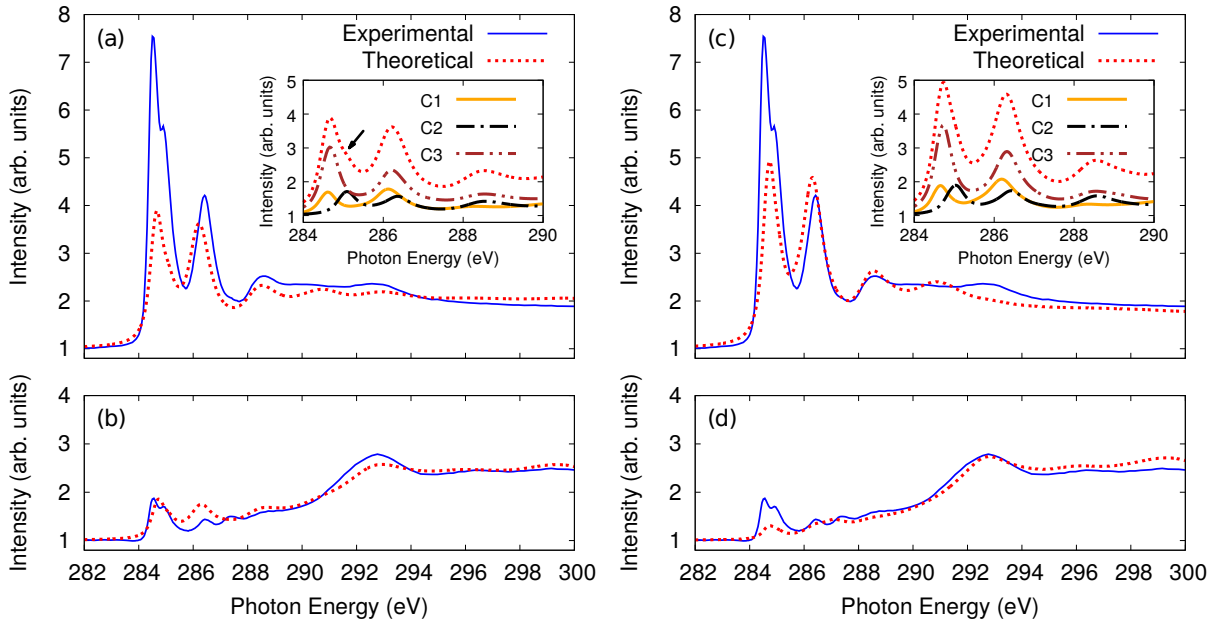 (a)
Experimental
Theoretical
Intensity (arb. units)
8
7
6
5
4
3
2
1
Intensity (arb. units)
5
4
3
2
1
C1
C2
C3
284 286 288 290
Photon Energy (eV)
(b)
Intensity (arb. units)
4
3
2
1
282 284 286 288 290 292 294 296 298 300
Photon Energy (eV)
(c)
Experimental
Theoretical
Intensity (arb. units)
8
7
6
5
4
3
2
1
Intensity (arb. units)
5
4
3
2
1
C1
C2
C3
284 286 288 290
Photon Energy (eV)
(d)
Intensity (arb. units)
4
3
2
1
282 284 286 288 290 292 294 296 298 300
Photon Energy (eV)